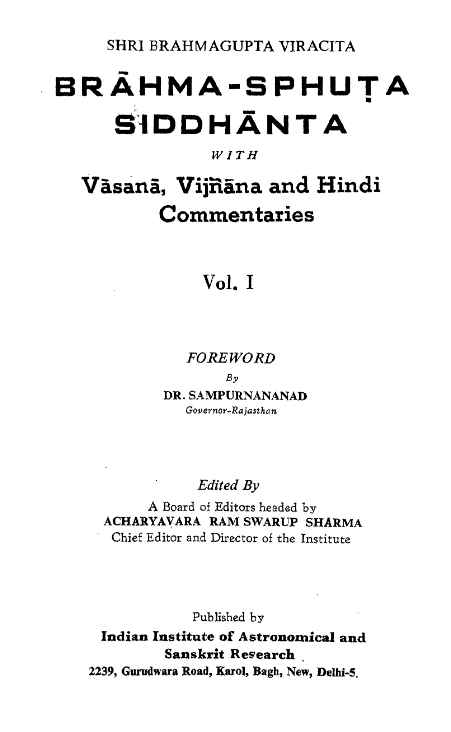 SHRI BRAHMAGUPTA VIRACITA
BRĀHMA-SPHUṬA
SIDDHĀNTA
WITH
Vāsanā, Vijñāna and Hindi
Commentaries
Vol. I
FOREWORD
By
DR. SAMPURNANANAD
Governor-Rajasthan
Edited By
A Board of Editors headed by
ACHARYAVARA RAM SWARUP SHARMA
Chief Editor and Director of the Institute
Published by
Indian Institute of Astronomical and
Sanskrit Research
2239, Gurudwara Road, Karol, Bagh, New, Delhi-5.